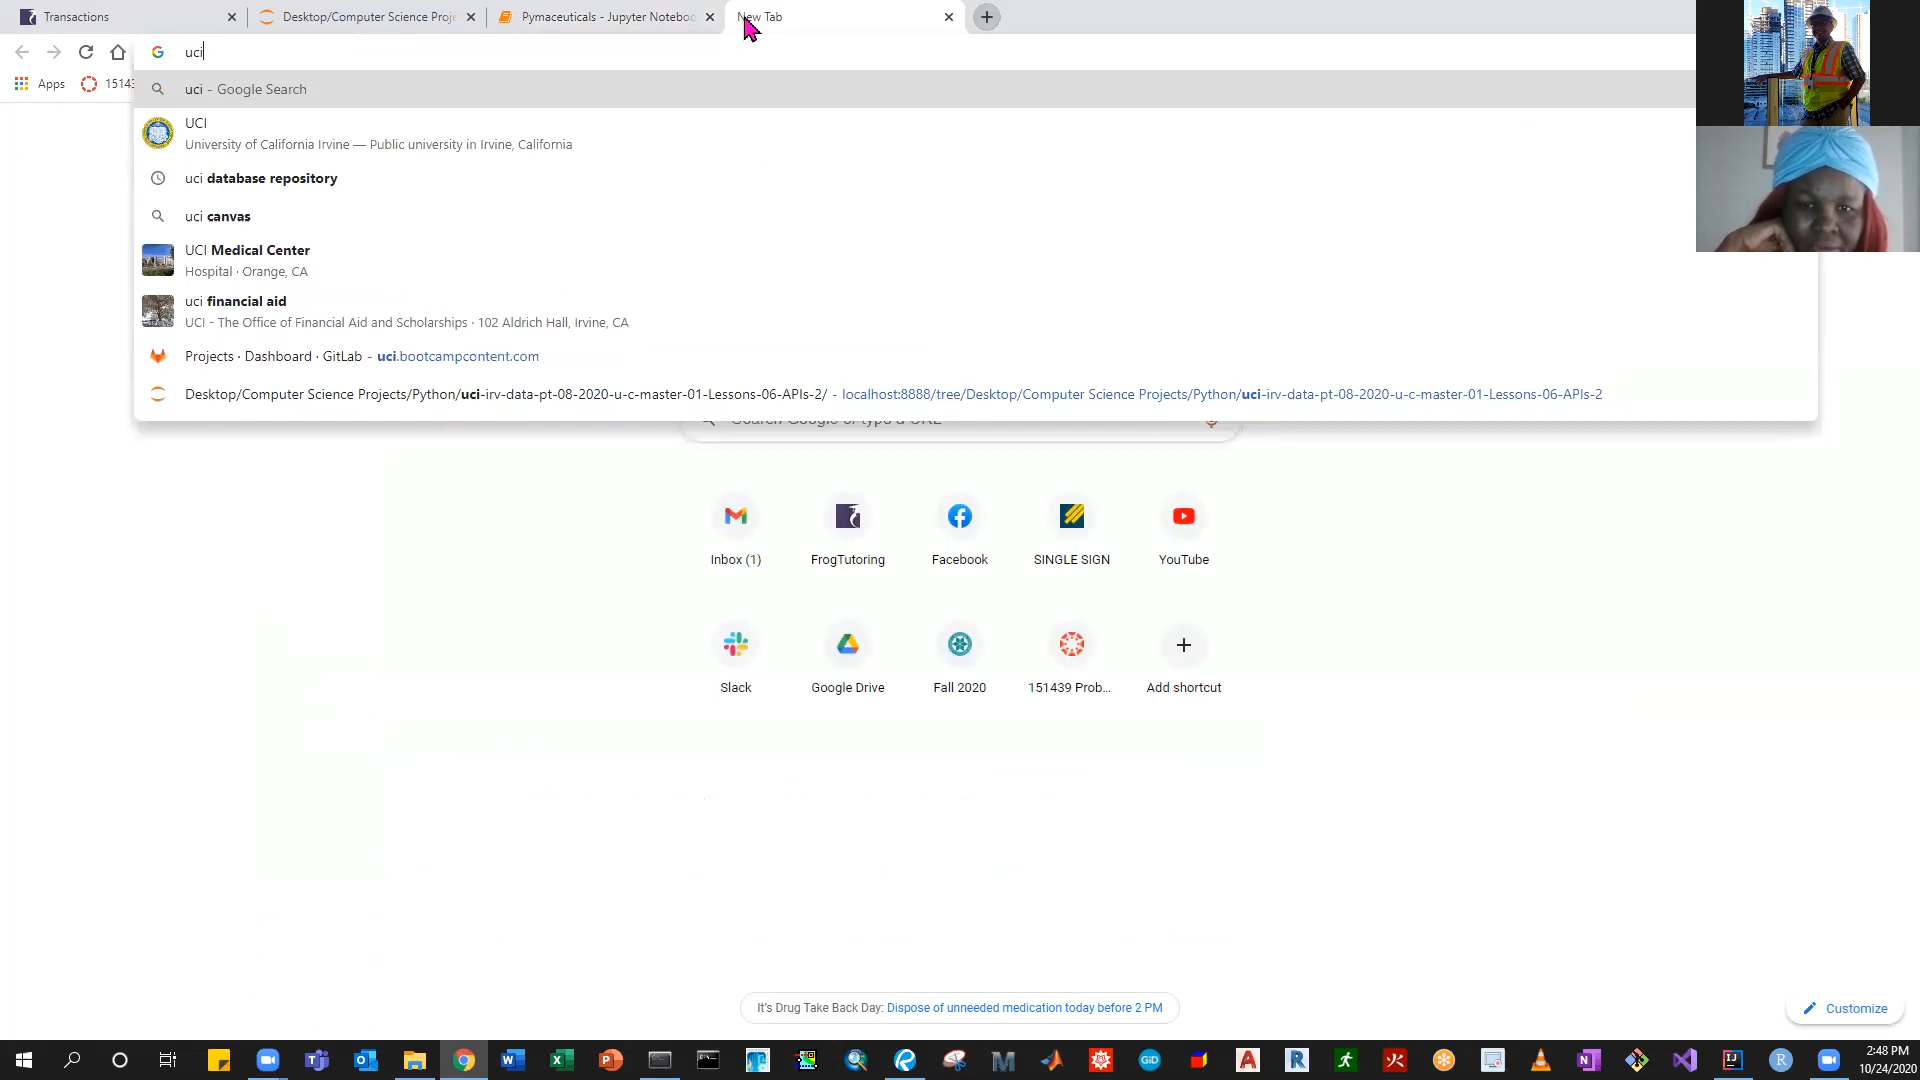 Transactions
Desktop/Computer Science Proj
Pymaceuticals - Jupyter Noteboo
New Tab
uci
Apps
1514
uci - Google Search
UCI
University of California Irvine — Public university in Irvine, California
uci database repository
uci canvas
UCI Medical Center
Hospital · Orange, CA
uci financial aid
UCI - The Office of Financial Aid and Scholarships · 102 Aldrich Hall, Irvine, CA
Projects · Dashboard · GitLab - uci.bootcampcontent.com
Desktop/Computer Science Projects/Python/uci-irv-data-pt-08-2020-u-c-master-01-Lessons-06-APIs-2/ - localhost:8888/tree/Desktop/Computer Science Projects/Python/uci-irv-data-pt-08-2020-u-c-master-01-Lessons-06-APIs-2
Search Google or type a URL
Inbox (1)
FrogTutoring
Facebook
SINGLE SIGN
YouTube
Slack
Google Drive
Fall 2020
151439 Prob...
Add shortcut
It's Drug Take Back Day: Dispose of unneeded medication today before 2 PM
Customize
2:48 PM
10/24/2020